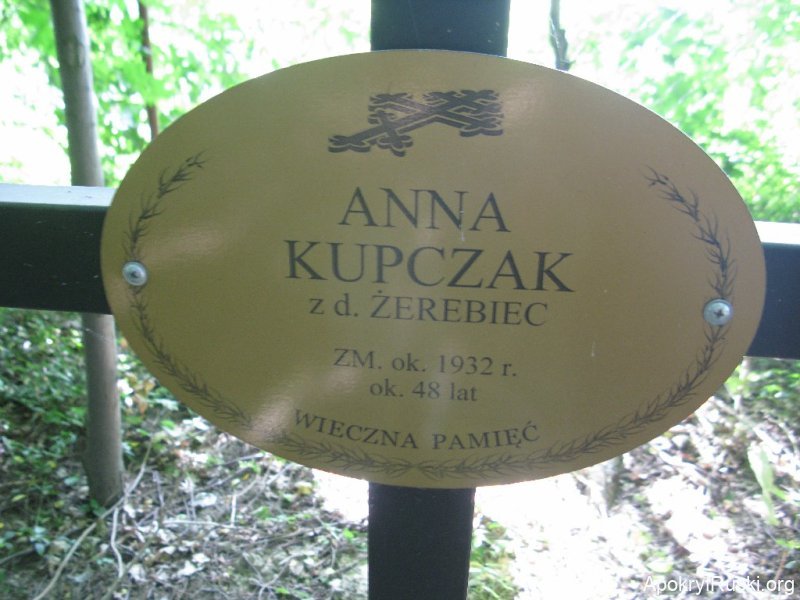 ANNA
KUPCZAK
z d. ŻEREBIEC
ZM. ok. 1932 r.
ok. 48 lat
WIECZNA PAMIĘĆ
ApokryfRuski.org